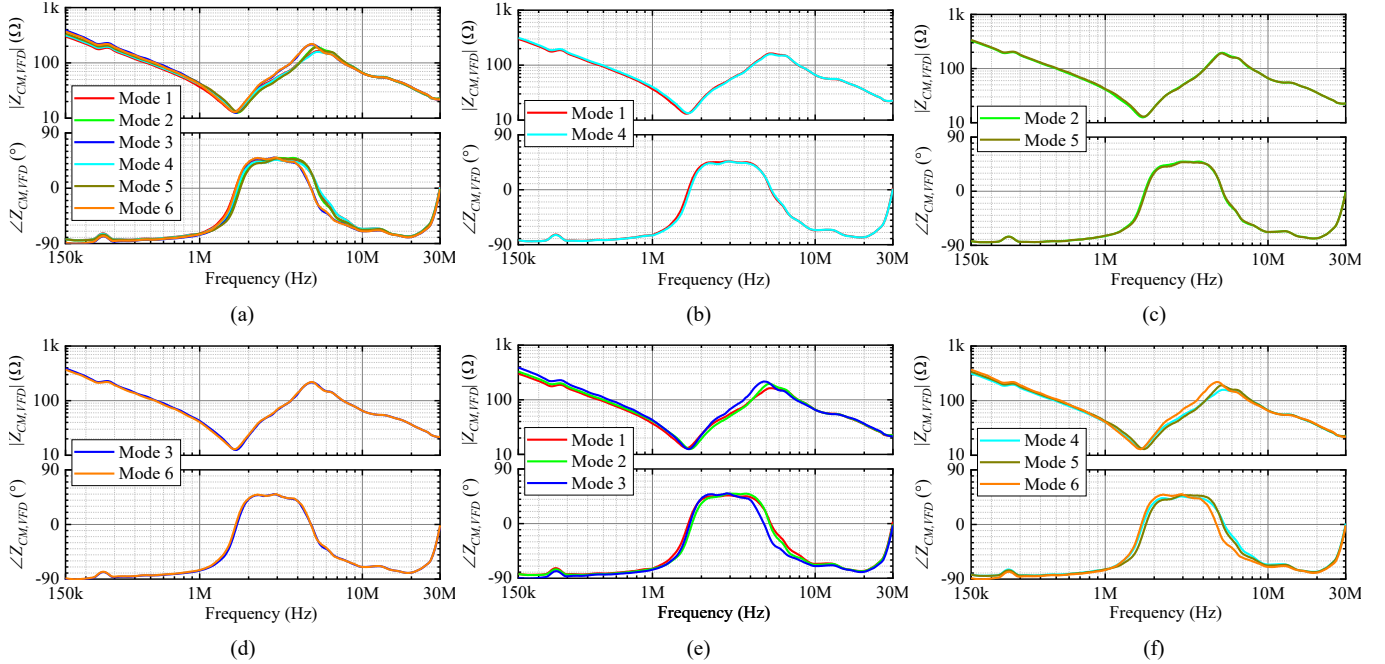 1k
100
10
|Z_CM,VFD| (Ω)
Mode 1
Mode 2
Mode 3
Mode 4
Mode 5
Mode 6
90
0
-90
∠Z_CM,VFD (°)
150k 1M 10M 30M
Frequency (Hz)
(a)
1k
100
10
|Z_CM,VFD| (Ω)
Mode 1
Mode 4
90
0
-90
∠Z_CM,VFD (°)
150k 1M 10M 30M
Frequency (Hz)
(b)
1k
100
10
|Z_CM,VFD| (Ω)
Mode 2
Mode 5
90
0
-90
∠Z_CM,VFD (°)
150k 1M 10M 30M
Frequency (Hz)
(c)
1k
100
10
|Z_CM,VFD| (Ω)
Mode 3
Mode 6
90
0
-90
∠Z_CM,VFD (°)
150k 1M 10M 30M
Frequency (Hz)
(d)
1k
100
10
|Z_CM,VFD| (Ω)
Mode 1
Mode 2
Mode 3
90
0
-90
∠Z_CM,VFD (°)
150k 1M 10M 30M
Frequency (Hz)
(e)
1k
100
10
|Z_CM,VFD| (Ω)
Mode 4
Mode 5
Mode 6
90
0
-90
∠Z_CM,VFD (°)
150k 1M 10M 30M
Frequency (Hz)
(f)